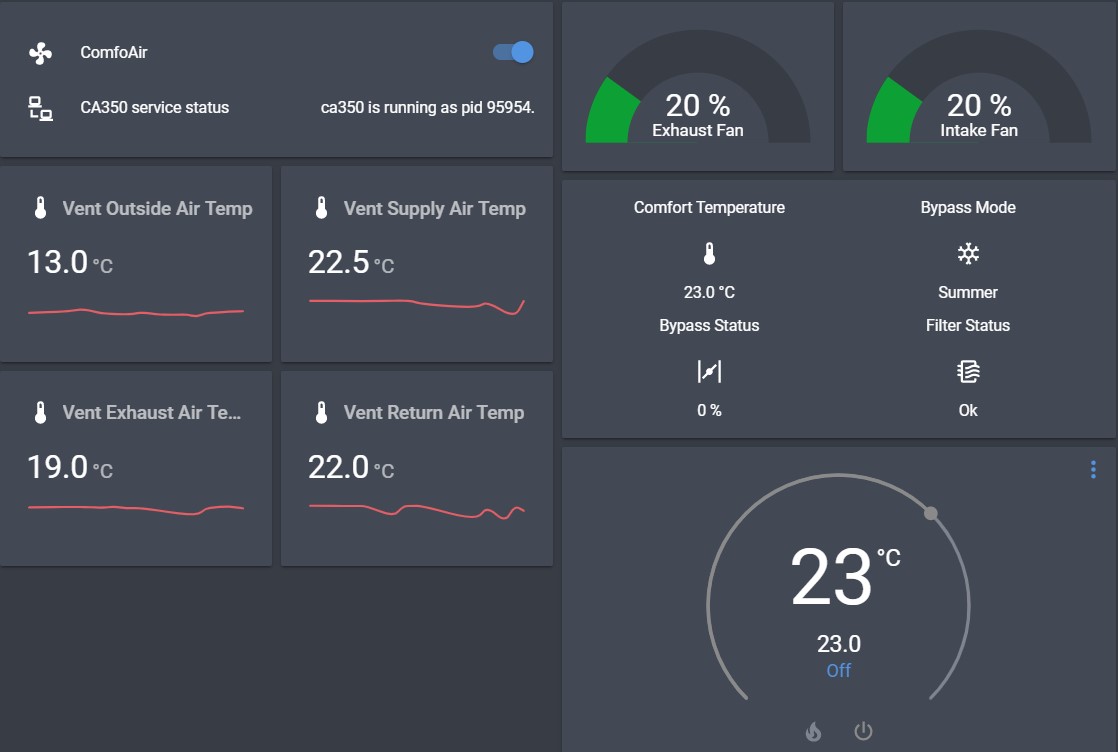 ComfoAir
CA350 service status
ca350 is running as pid 95954.
20 %
Exhaust Fan
20 %
Intake Fan
Vent Outside Air Temp
13.0 °C
Vent Supply Air Temp
22.5 °C
Vent Exhaust Air Te...
19.0 °C
Vent Return Air Temp
22.0 °C
Comfort Temperature
23.0 °C
Bypass Mode
Summer
Bypass Status
0 %
Filter Status
Ok
23 °C
23.0
Off